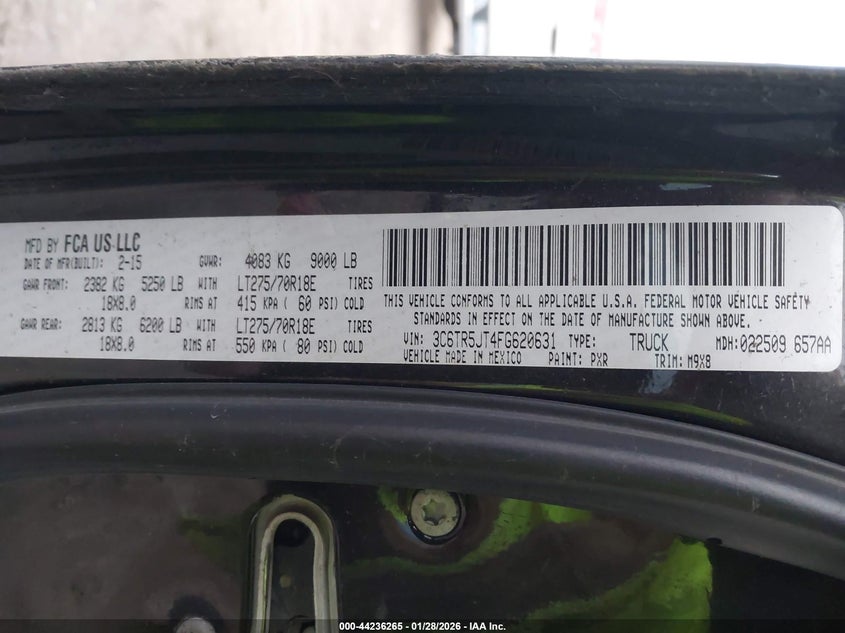 MFD BY FCA US LLC
DATE OF MFR(BUILT): 2-15 GVWR: 4083 KG 9000 LB
GAWR FRONT: 2382 KG 5250 LB WITH LT275/70R18E TIRES
18X8.0 RIMS AT 415 KPA ( 60 PSI) COLD
GAWR REAR: 2813 KG 6200 LB WITH LT275/70R18E TIRES
18X8.0 RIMS AT 550 KPA ( 80 PSI) COLD
THIS VEHICLE CONFORMS TO ALL APPLICABLE U.S.A. FEDERAL MOTOR VEHICLE SAFETY
STANDARDS IN EFFECT ON THE DATE OF MANUFACTURE SHOWN ABOVE.
VIN: 3C6TR5JT4FG620631 TYPE: TRUCK MDH: 022509 657AA
VEHICLE MADE IN MEXICO PAINT: PXR TRIM: M9X8
000-44236265 - 01/28/2026 - IAA Inc.